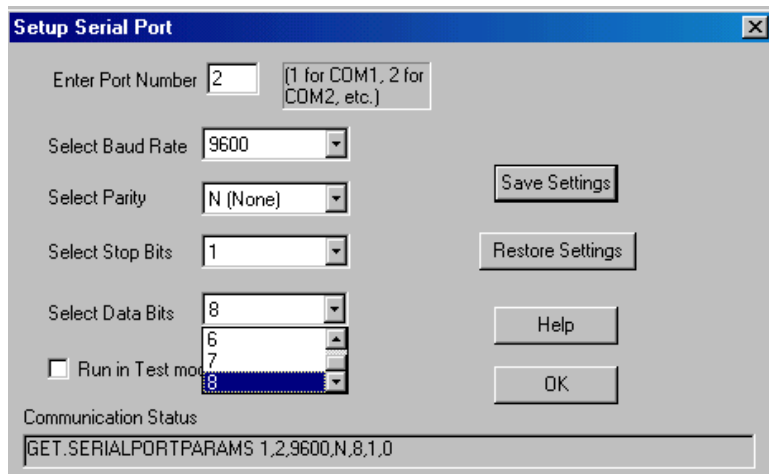 Setup Serial Port
Enter Port Number 2 (1 for COM1, 2 for
COM2, etc.)
Select Baud Rate 9600
Select Parity N (None)
Save Settings
Select Stop Bits 1
Restore Settings
Select Data Bits 8
Help
6
7
8
Run in Test mod
OK
Communication Status
GET.SERIALPORTPARAMS 1,2,9600,N,8,1,0